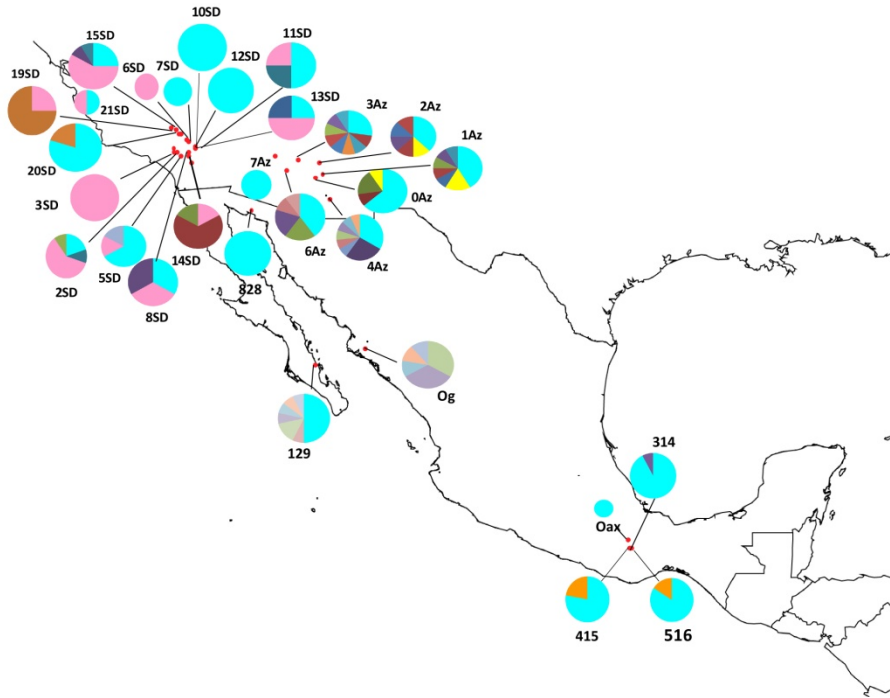 10SD
11SD
15SD
6SD
7SD
12SD
19SD
21SD
13SD
3Az
2Az
1Az
20SD
7Az
0Az
3SD
14SD
6Az
4Az
2SD
5SD
828
8SD
Og
129
314
Oax
415
516